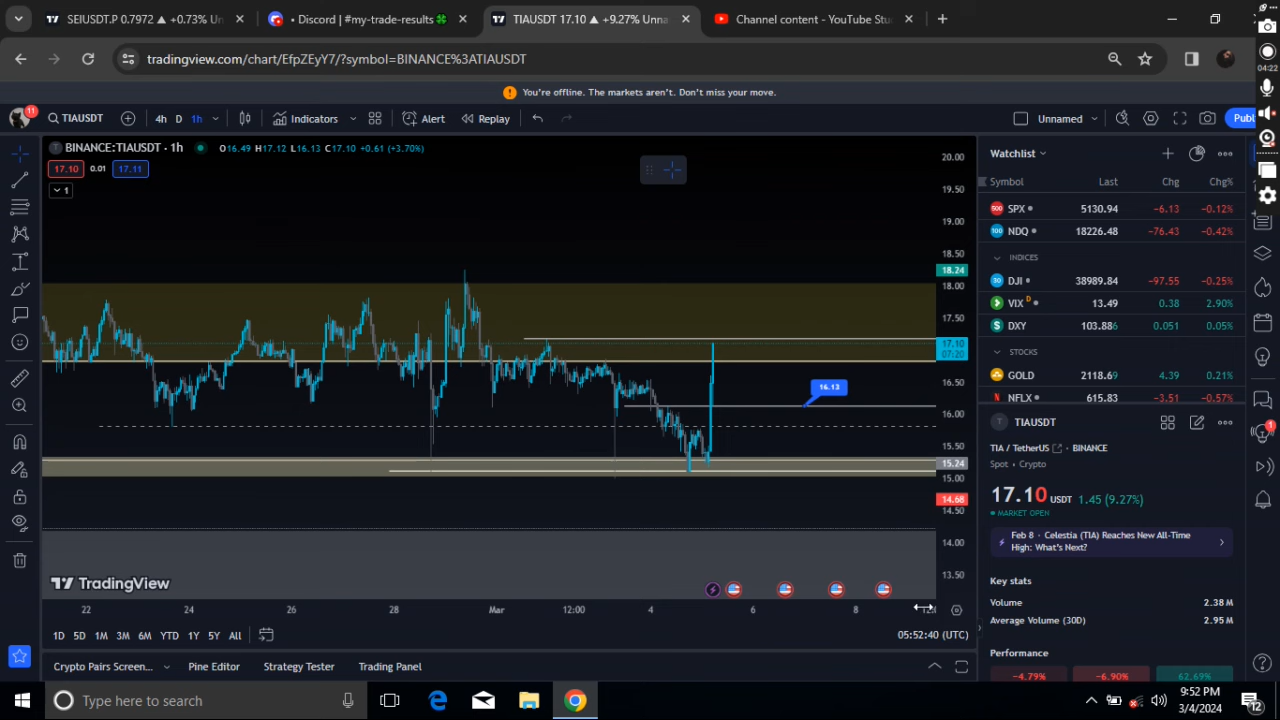 SEIUSDT.P 0.7972 ▲ +0.73% Un
• Discord | #my-trade-results
TIAUSDT 17.10 ▲ +9.27% Unna
Channel content - YouTube Stu
tradingview.com/chart/EfpZEyY7/?symbol=BINANCE%3ATIAUSDT
04:22
You're offline. The markets aren't. Don't miss your move.
11
TIAUSDT
4h D 1h
Indicators
Alert
Replay
Unnamed
Publ
BINANCE:TIAUSDT · 1h
O16.49 H17.12 L16.13 C17.10 +0.61 (+3.70%)
17.10 0.01 17.11
1
20.00
19.50
19.00
18.50
18.24
18.00
17.50
17.10
07:20
16.50
16.13
16.00
15.50
15.24
15.00
14.68
14.50
14.00
13.50
TradingView
22 24 26 28 Mar 12:00 4 6 8 12:0
1D 5D 1M 3M 6M YTD 1Y 5Y All
05:52:40 (UTC)
Crypto Pairs Screen...
Pine Editor
Strategy Tester
Trading Panel
Watchlist
Symbol Last Chg Chg%
SPX 5130.94 −6.13 −0.12%
NDQ 18226.48 −76.43 −0.42%
INDICES
DJI 38989.84 −97.55 −0.25%
VIX D 13.49 0.38 2.90%
DXY 103.886 0.051 0.05%
STOCKS
GOLD 2118.69 4.39 0.21%
NFLX 615.83 −3.51 −0.57%
TIAUSDT
TIA / TetherUS • BINANCE
Spot • Crypto
17.10 USDT 1.45 (9.27%)
MARKET OPEN
Feb 8 · Celestia (TIA) Reaches New All-Time
High: What's Next?
Key stats
Volume 2.38 M
Average Volume (30D) 2.95 M
Performance
−4.79% −6.90% 62.69%
1
Type here to search
9:52 PM
3/4/2024
12